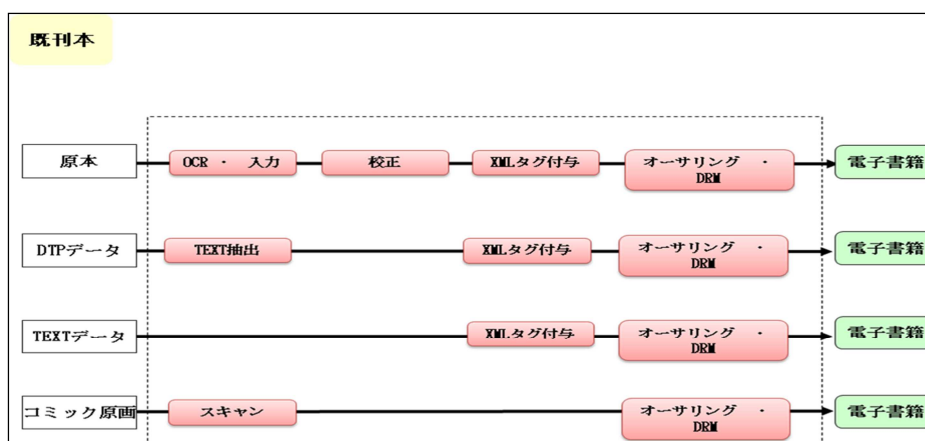 既刊本
原本
OCR ・ 入力
校正
XMLタグ付与
オーサリング ・
DRM
電子書籍
DTPデータ
TEXT抽出
XMLタグ付与
オーサリング ・
DRM
電子書籍
TEXTデータ
XMLタグ付与
オーサリング ・
DRM
電子書籍
コミック原画
スキャン
オーサリング ・
DRM
電子書籍